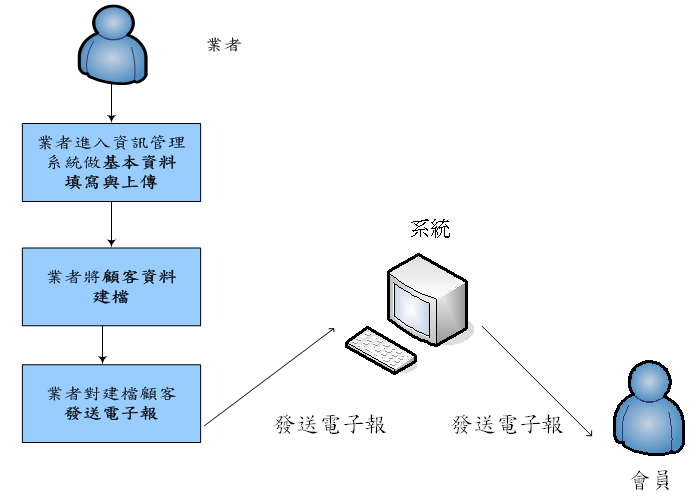 業者
業者進入資訊管理
系統做基本資料
填寫與上傳
業者將顧客資料
建檔
業者對建檔顧客
發送電子報
系統
發送電子報
發送電子報
會員